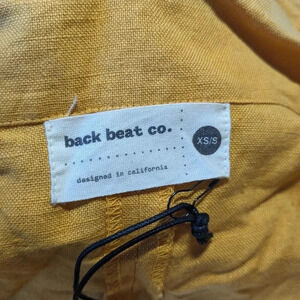 back beat co.
XS/S
designed in california